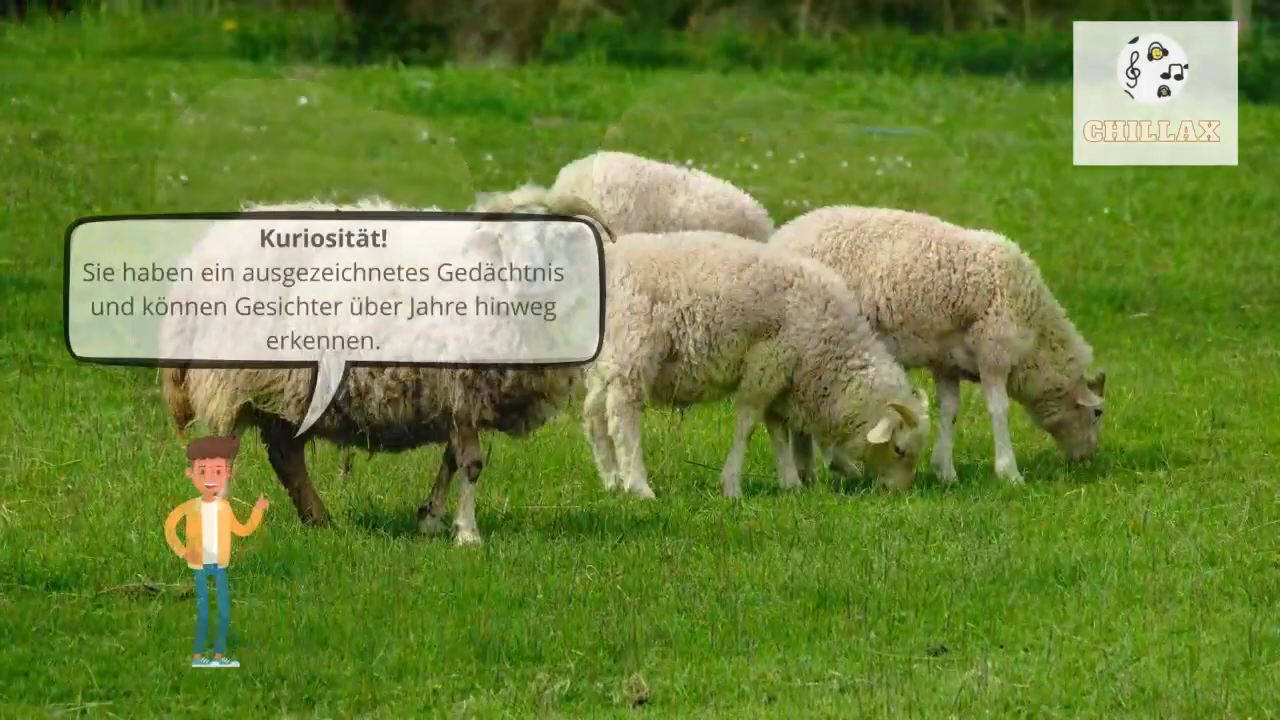 Kuriosität!
Sie haben ein ausgezeichnetes Gedächtnis
und können Gesichter über Jahre hinweg
erkennen.
CHILLAX